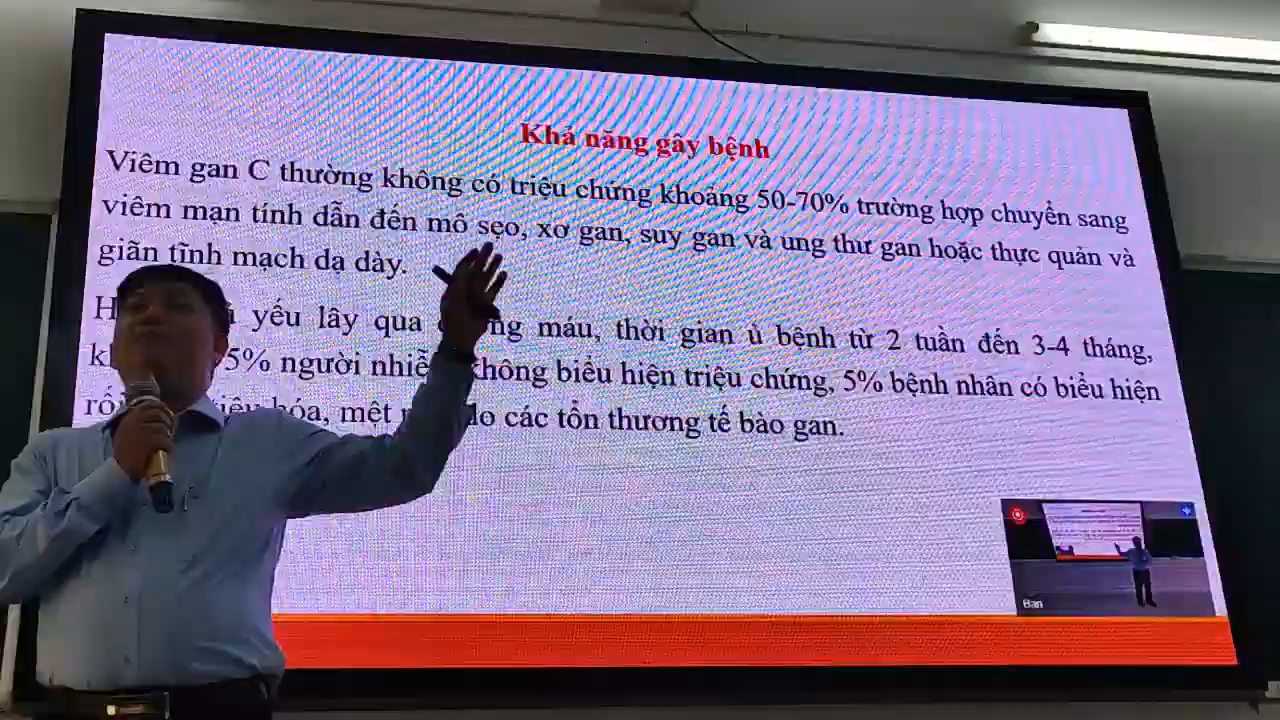 Khả năng gây bệnh
Viêm gan C thường không có triệu chứng khoảng 50-70% trường hợp chuyển sang
viêm mạn tính dẫn đến mô sẹo, xơ gan, suy gan và ung thư gan hoặc thực quản và
giãn tĩnh mạch dạ dày.
yếu lây qua máu, thời gian ủ bệnh từ 2 tuần đến 3-4 tháng,
5% người không biểu hiện triệu chứng, 5% bệnh nhân có biểu hiện
hóa, mệt do các tổn thương tế bào gan.
Ban